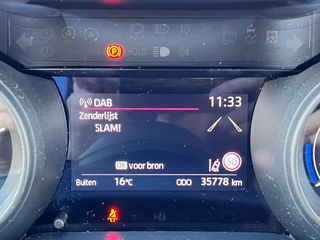 HOLD
DAB 11:33
Zenderlijst
SLAM!
OK voor bron
50
Buiten 16°C ODO 35778 km